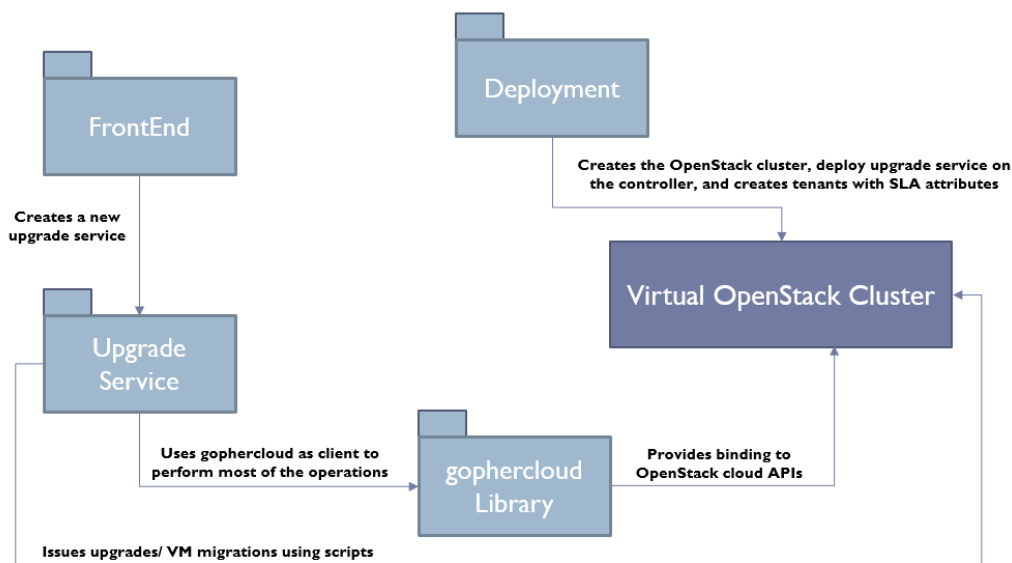 Deployment
FrontEnd
Creates the OpenStack cluster, deploy upgrade service on
the controller, and creates tenants with SLA attributes
Creates a new
upgrade service
Virtual OpenStack Cluster
Upgrade
Service
Uses gophercloud as client to
perform most of the operations
gophercloud
Library
Provides binding to
OpenStack cloud APIs
Issues upgrades/ VM migrations using scripts